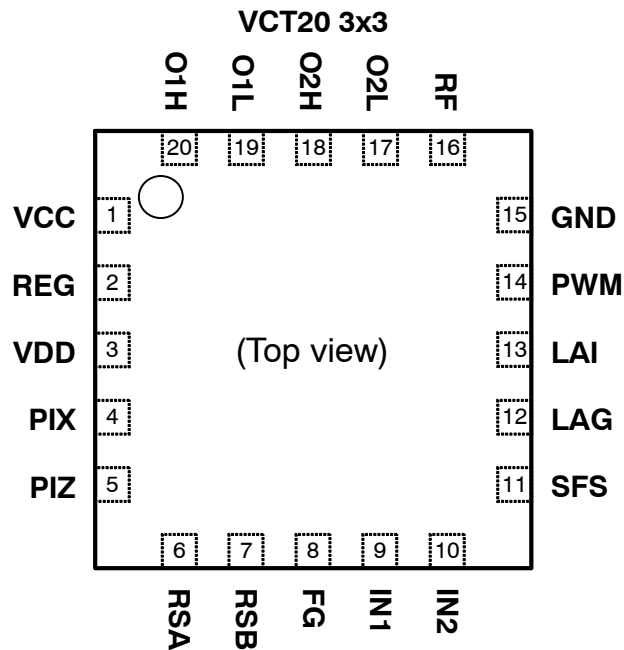 VCT20 3x3
O1H O1L O2H O2L RF
20 19 18 17 16
VCC 1 15 GND
REG 2 14 PWM
VDD 3 (Top view) 13 LAI
PIX 4 12 LAG
PIZ 5 11 SFS
6 7 8 9 10
RSA RSB FG IN1 IN2